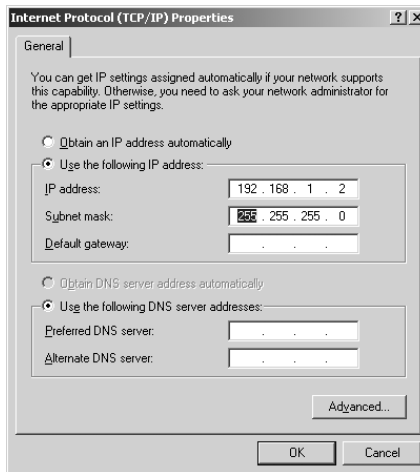 Internet Protocol (TCP/IP) Properties
General
You can get IP settings assigned automatically if your network supports
this capability. Otherwise, you need to ask your network administrator for
the appropriate IP settings.
Obtain an IP address automatically
Use the following IP address:
IP address: 192 . 168 . 1 . 2
Subnet mask: 255 . 255 . 255 . 0
Default gateway: . . .
Obtain DNS server address automatically
Use the following DNS server addresses:
Preferred DNS server: . . .
Alternate DNS server: . . .
Advanced...
OK Cancel